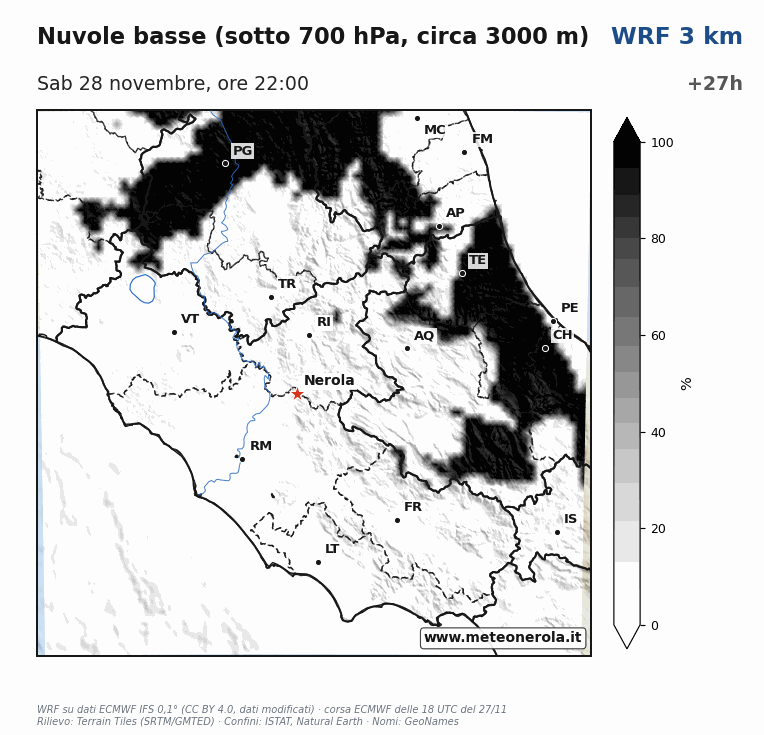 Nuvole basse (sotto 700 hPa, circa 3000 m) WRF 3 km
Sab 28 novembre, ore 22:00 +27h
MC
FM
PG
AP
TE
TR
PE
VT
RI
AQ
CH
Nerola
RM
FR
IS
LT
www.meteonerola.it
100
80
60
40
20
0
%
WRF su dati ECMWF IFS 0,1° (CC BY 4.0, dati modificati) · corsa ECMWF delle 18 UTC del 27/11
Rilievo: Terrain Tiles (SRTM/GMTED) · Confini: ISTAT, Natural Earth · Nomi: GeoNames